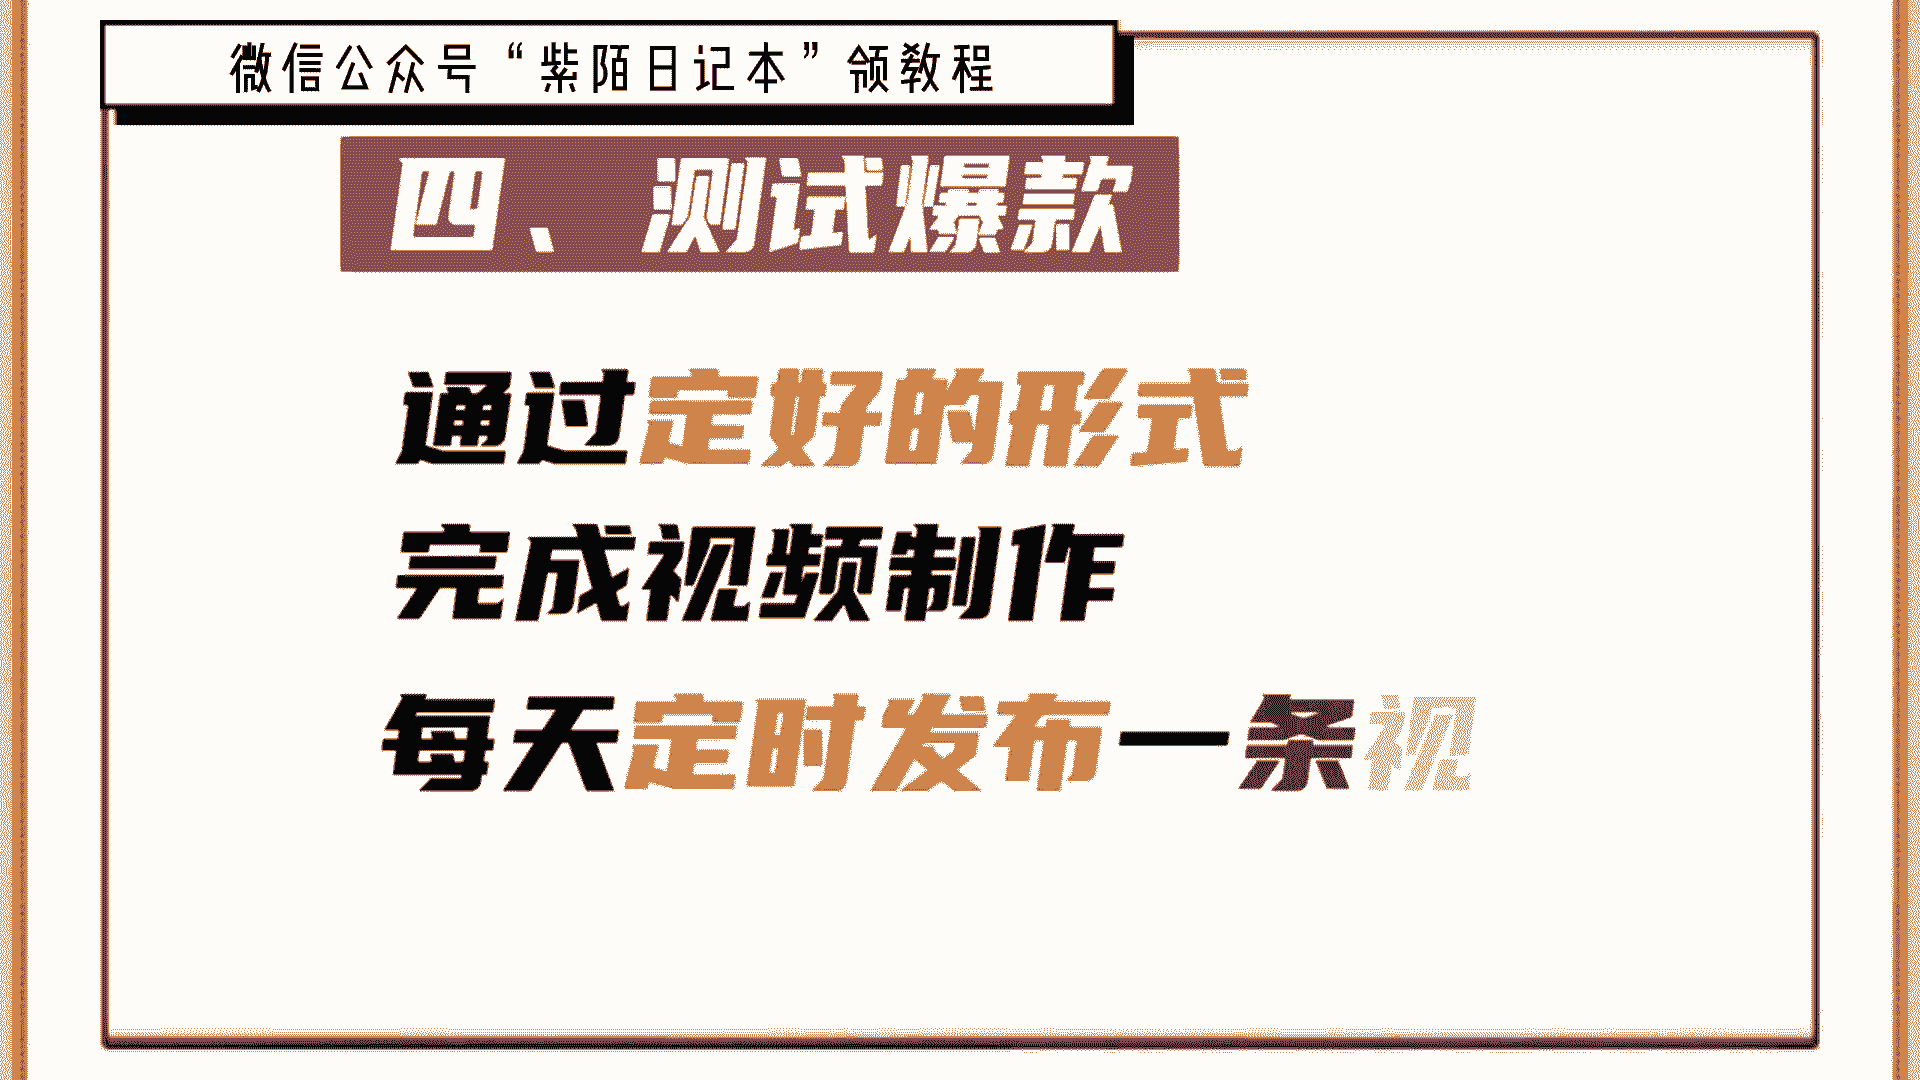 微信公众号“紫陌日记本”领教程
四、测试爆款
通过定好的形式
完成视频制作
每天定时发布一条视